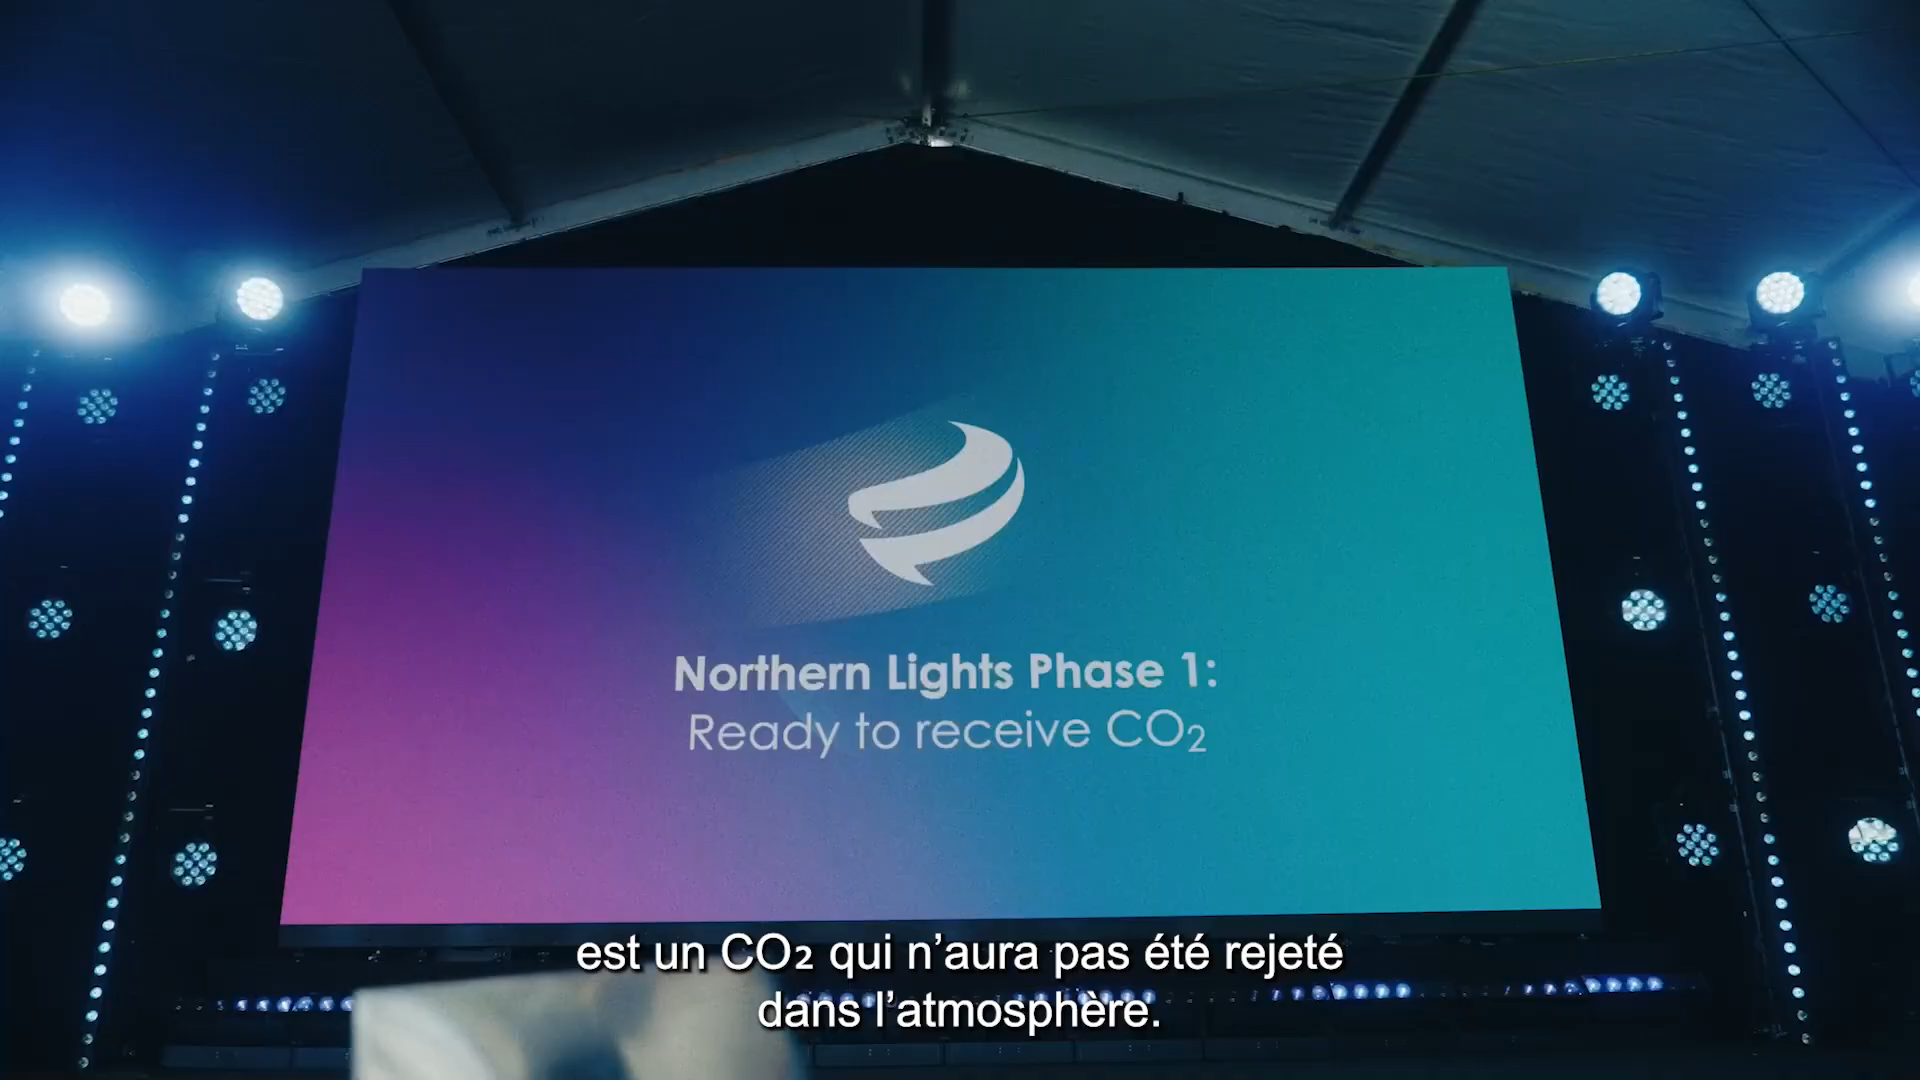 Northern Lights Phase 1:
Ready to receive CO₂
est un CO₂ qui n’aura pas été rejeté
dans l’atmosphère.